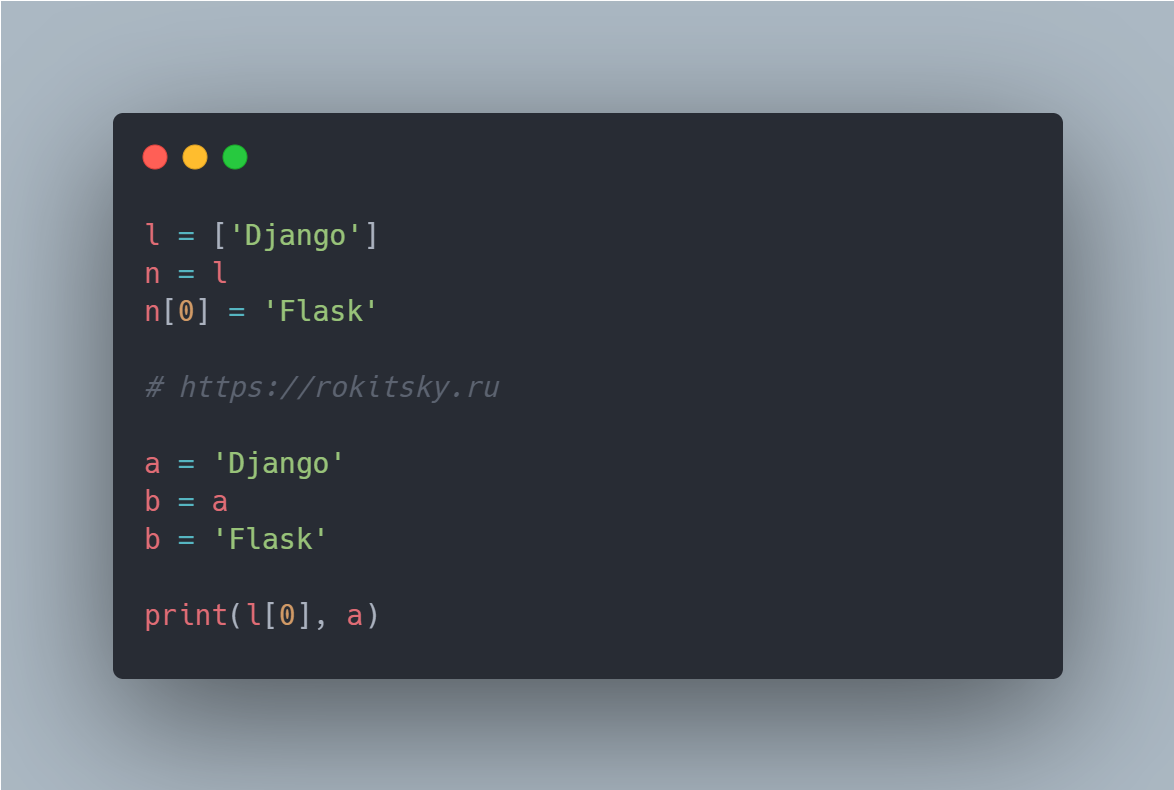 l = ['Django']
n = l
n[0] = 'Flask'
# https://rokitsky.ru
a = 'Django'
b = a
b = 'Flask'
print(l[0], a)